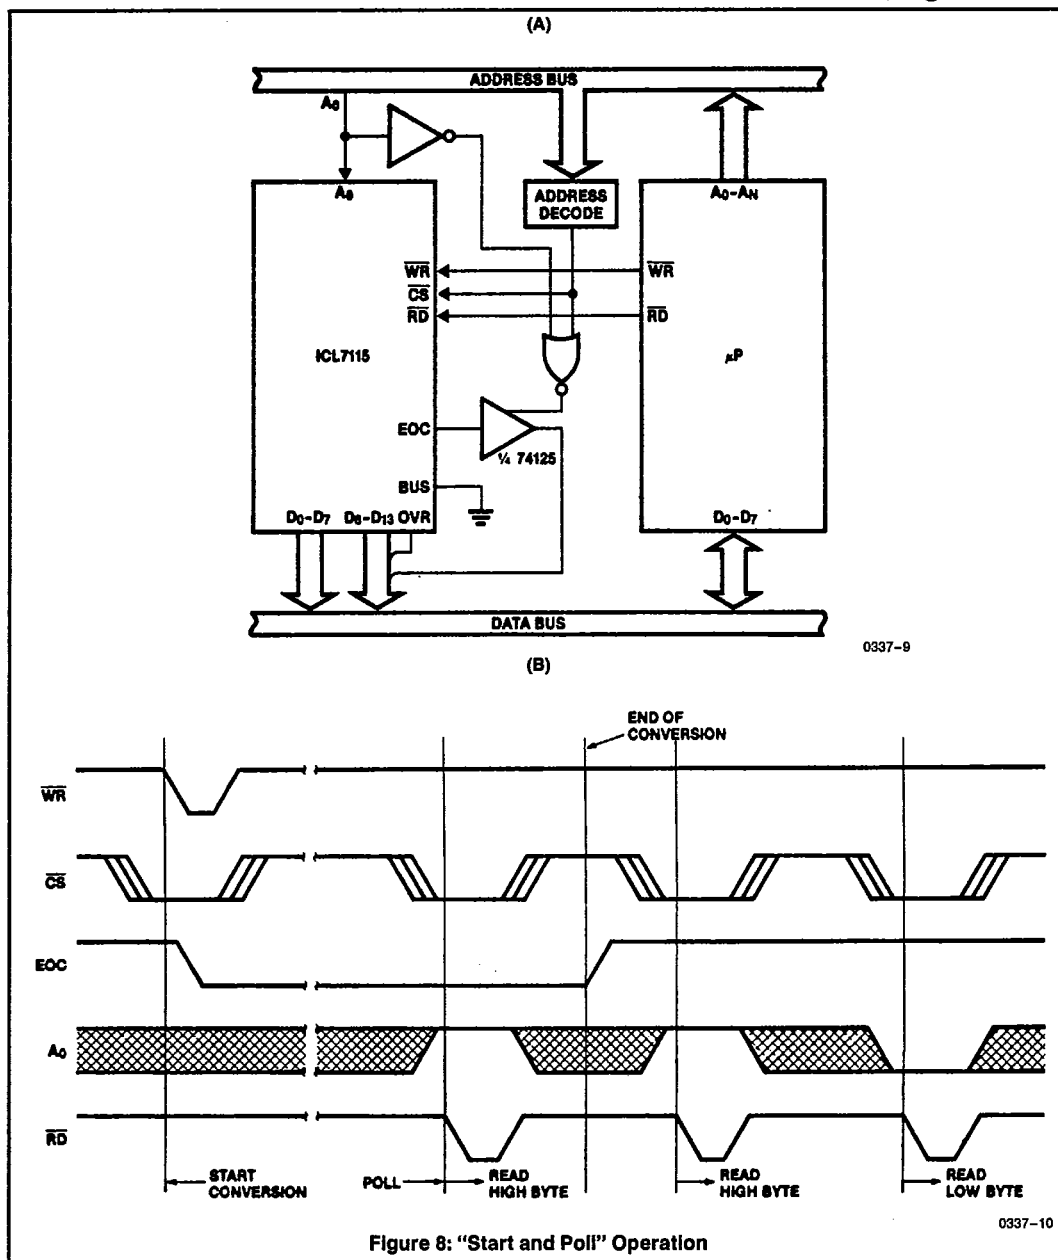 (A)
ADDRESS BUS
A0
A0
ADDRESS
DECODE
A0-AN
WR
CS
RD
WR
RD
ICL7115
μP
EOC
¼ 74125
BUS
D0-D7 D8-D13 OVR
D0-D7
DATA BUS
0337-9
(B)
END OF
CONVERSION
WR
CS
EOC
A0
RD
START
CONVERSION
POLL
READ
HIGH BYTE
READ
HIGH BYTE
READ
LOW BYTE
0337-10
Figure 8: "Start and Poll" Operation